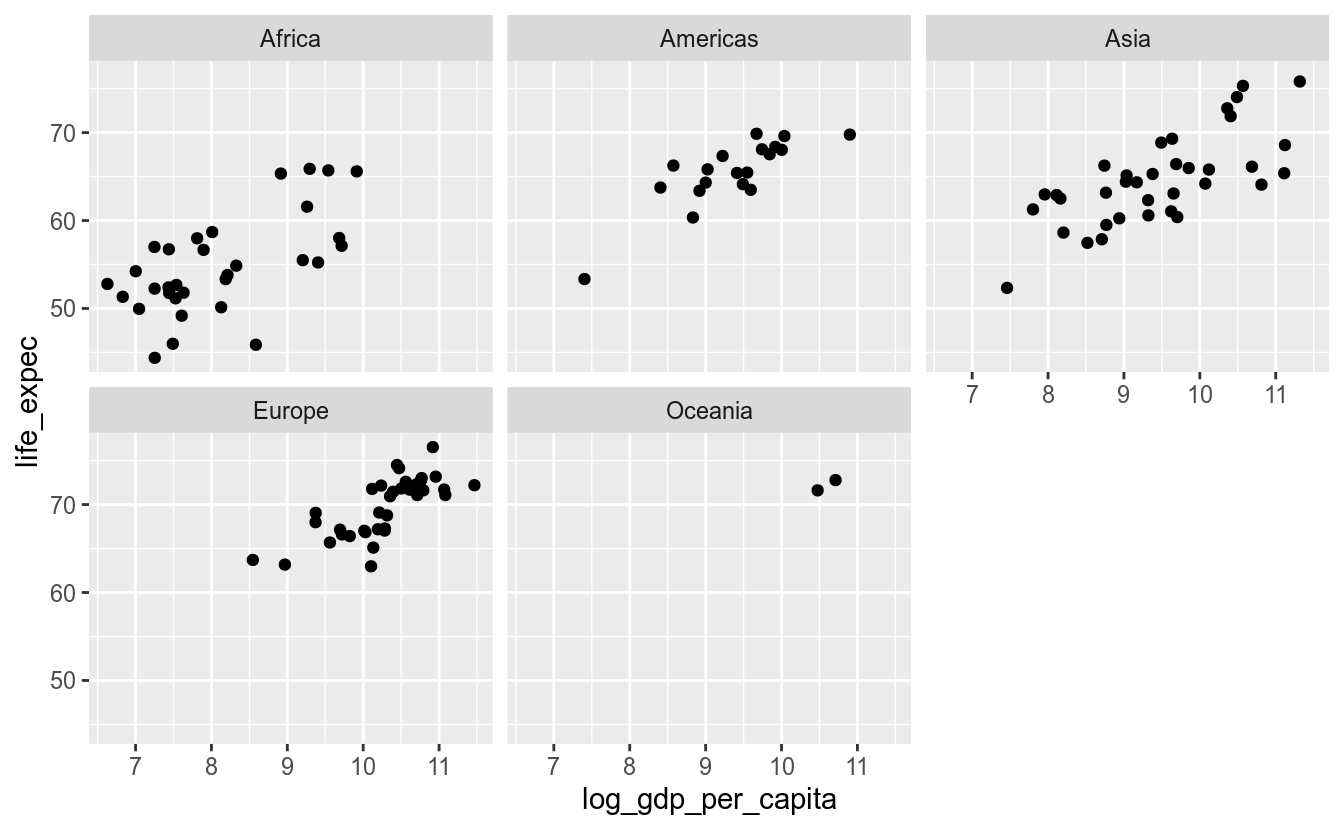 Africa
Americas
Asia
70
60
50
7 8 9 10 11
life_expec
Europe
Oceania
70
60
50
7 8 9 10 11
7 8 9 10 11
log_gdp_per_capita